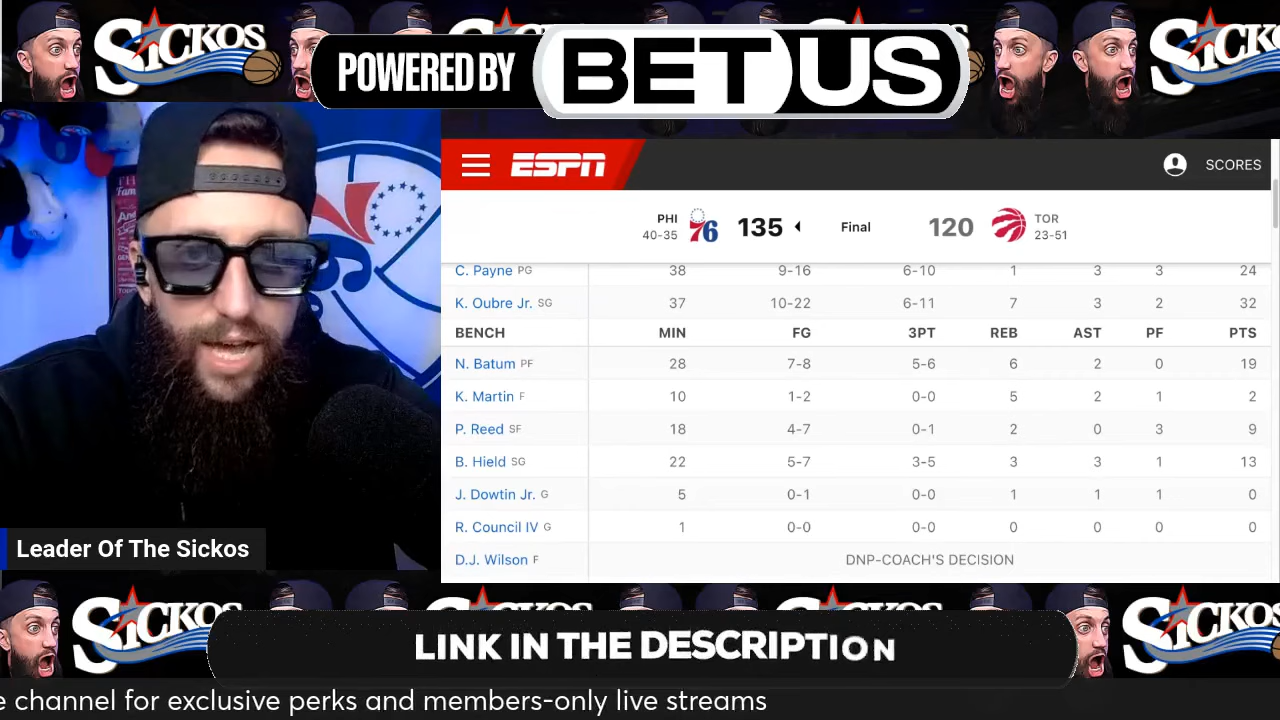 SICKOS
SICKOS
POWERED BY BETUS
ESPN
SCORES
PHI
40-35
76
135
Final
120
TOR
23-51
C. Payne PG 38 9-16 6-10 1 3 3 24
K. Oubre Jr. SG 37 10-22 6-11 7 3 2 32
BENCH MIN FG 3PT REB AST PF PTS
N. Batum PF 28 7-8 5-6 6 2 0 19
K. Martin F 10 1-2 0-0 5 2 1 2
P. Reed SF 18 4-7 0-1 2 0 3 9
B. Hield SG 22 5-7 3-5 3 3 1 13
J. Dowtin Jr. G 5 0-1 0-0 1 1 1 0
R. Council IV G 1 0-0 0-0 0 0 0 0
D.J. Wilson F DNP-COACH'S DECISION
Leader Of The Sickos
SICKOS
SICKOS
LINK IN THE DESCRIPTION
e channel for exclusive perks and members-only live streams